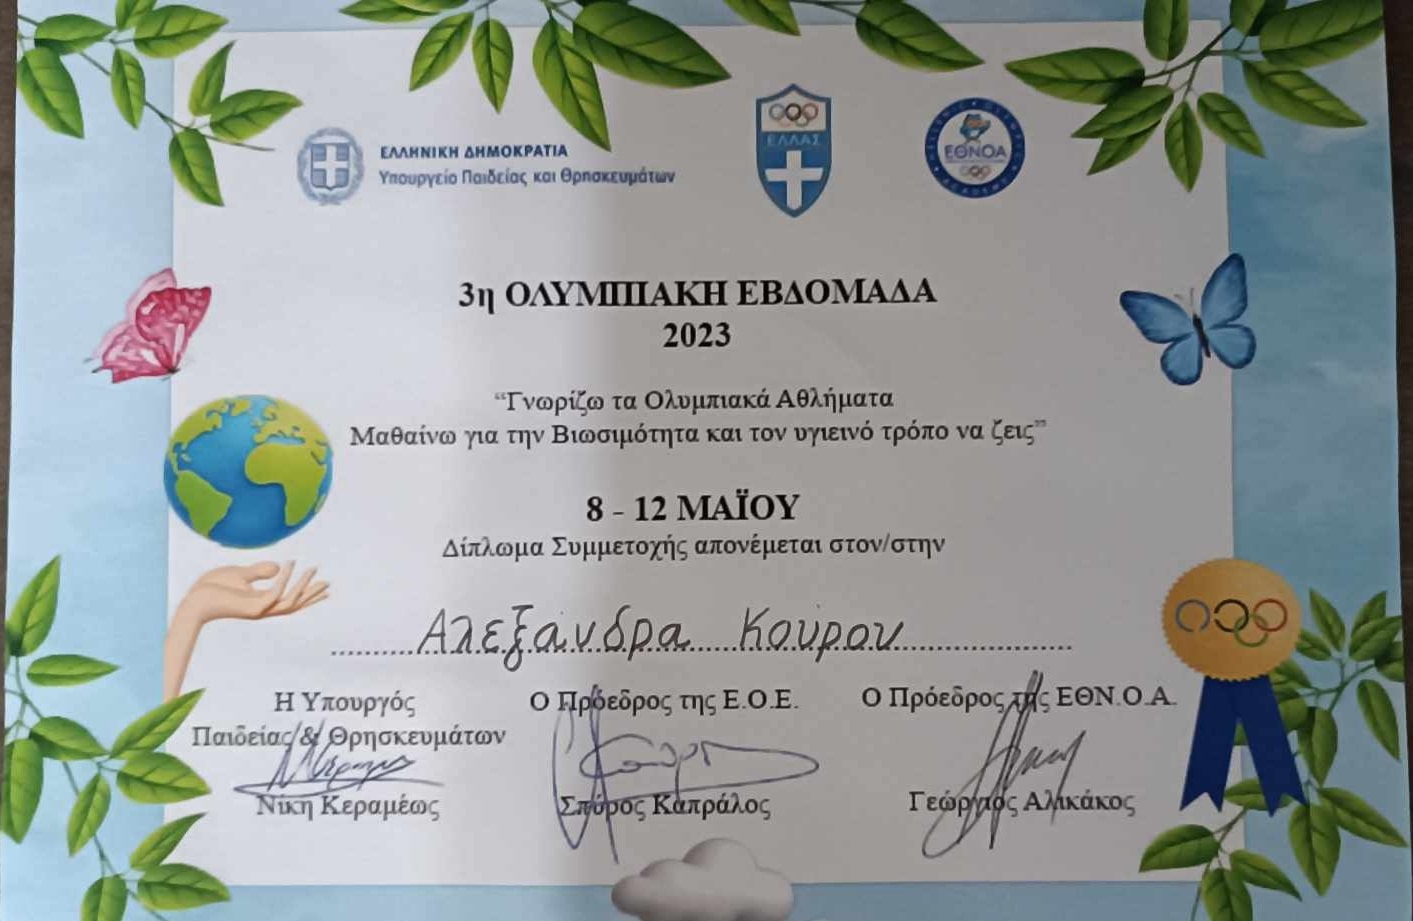 ΕΛΛΗΝΙΚΗ ΔΗΜΟΚΡΑΤΙΑ
Υπουργείο Παιδείας και Θρησκευμάτων
ΕΛΛΑΣ
ΕΘΝΟΑ
3η ΟΛΥΜΠΙΑΚΗ ΕΒΔΟΜΑΔΑ
2023
“Γνωρίζω τα Ολυμπιακά Αθλήματα
Μαθαίνω για την Βιωσιμότητα και τον υγιεινό τρόπο να ζεις”
8 - 12 ΜΑΪΟΥ
Δίπλωμα Συμμετοχής απονέμεται στον/στην
Αλεξάνδρα Κούρου
Η Υπουργός
Παιδείας & Θρησκευμάτων
Νίκη Κεραμέως
Ο Πρόεδρος της Ε.Ο.Ε.
Σπύρος Καπράλος
Ο Πρόεδρος της ΕΘΝ.Ο.Α.
Γεώργιος Αλικάκος